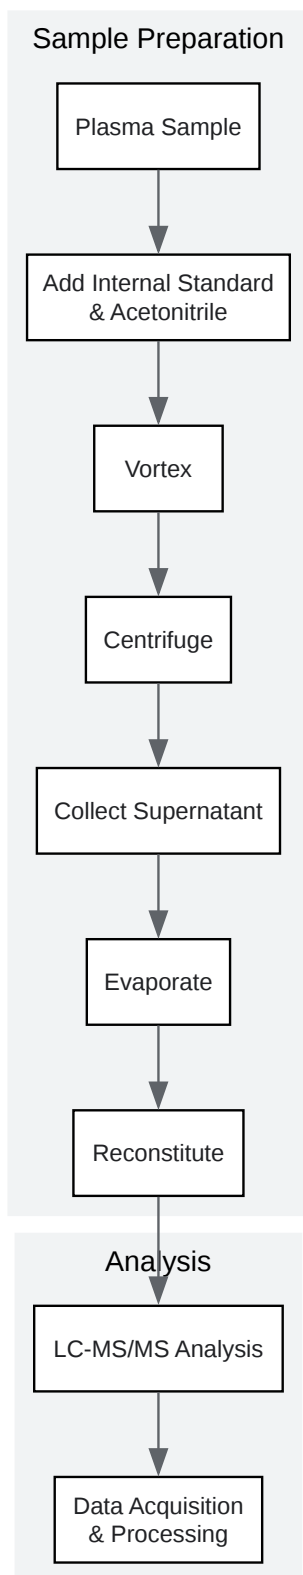 Sample Preparation
Plasma Sample
Add Internal Standard
& Acetonitrile
Vortex
Centrifuge
Collect Supernatant
Evaporate
Reconstitute
Analysis
LC-MS/MS Analysis
Data Acquisition
& Processing